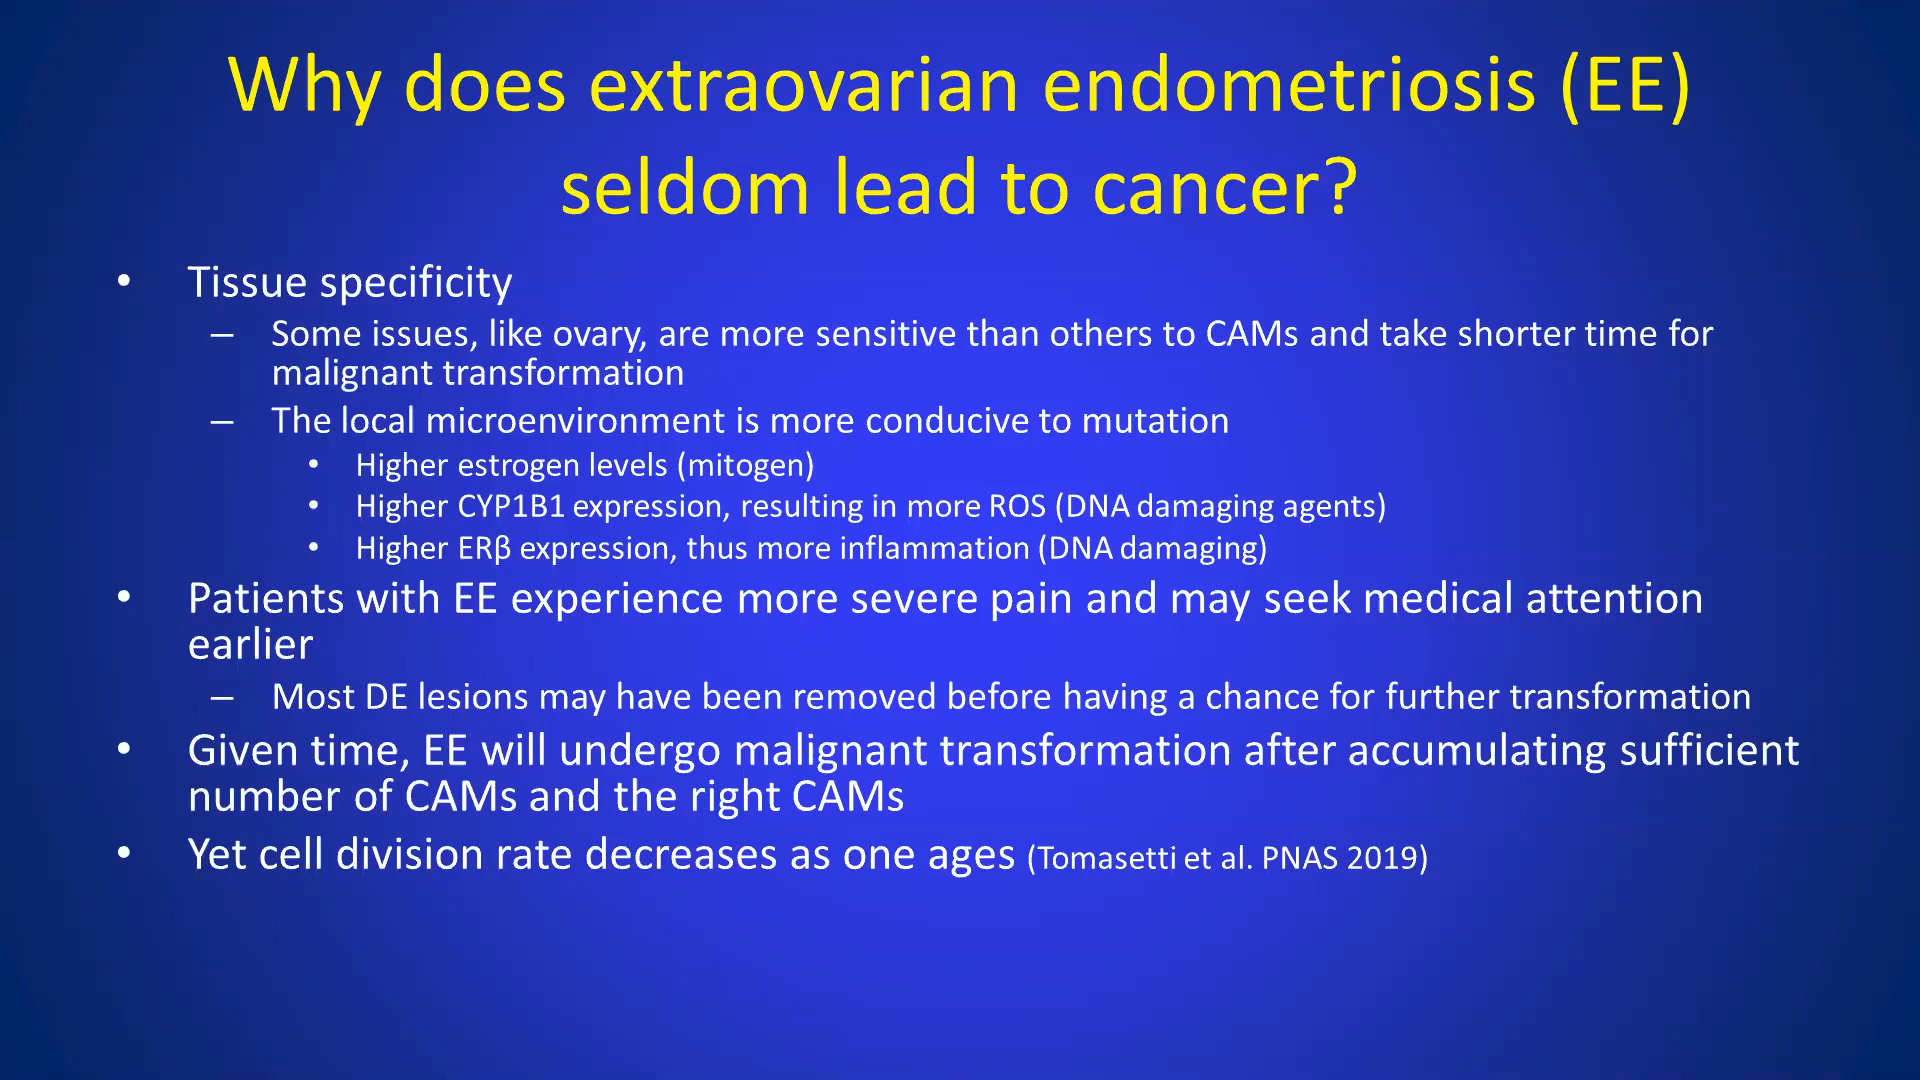 Why does extraovarian endometriosis (EE)
seldom lead to cancer?
• Tissue specificity
– Some issues, like ovary, are more sensitive than others to CAMs and take shorter time for
malignant transformation
– The local microenvironment is more conducive to mutation
• Higher estrogen levels (mitogen)
• Higher CYP1B1 expression, resulting in more ROS (DNA damaging agents)
• Higher ERβ expression, thus more inflammation (DNA damaging)
• Patients with EE experience more severe pain and may seek medical attention
earlier
– Most DE lesions may have been removed before having a chance for further transformation
• Given time, EE will undergo malignant transformation after accumulating sufficient
number of CAMs and the right CAMs
• Yet cell division rate decreases as one ages (Tomasetti et al. PNAS 2019)